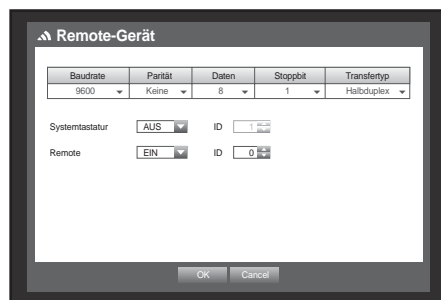 Remote-Gerät
Baudrate Parität Daten Stoppbit Transfertyp
9600 Keine 8 1 Halbduplex
Systemtastatur AUS ID 1
Remote EIN ID 0
OK Cancel